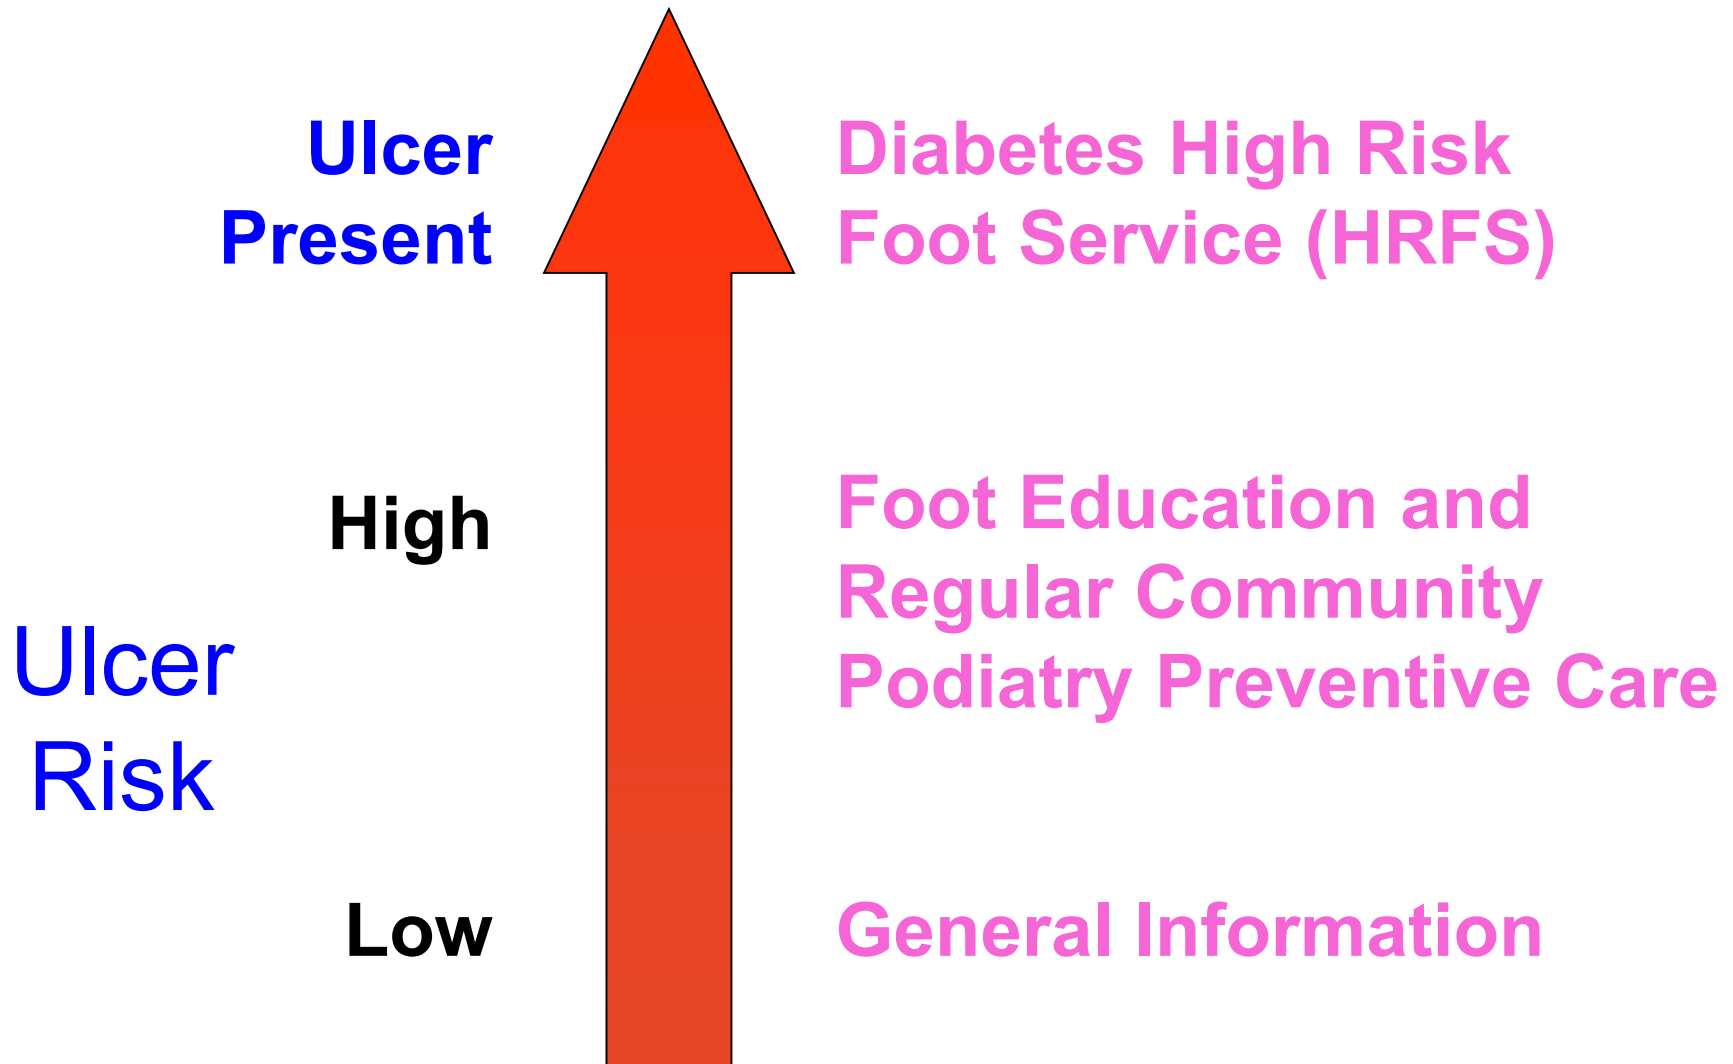 Ulcer
Present
Diabetes High Risk
Foot Service (HRFS)
High
Foot Education and
Regular Community
Podiatry Preventive Care
Ulcer
Risk
Low
General Information